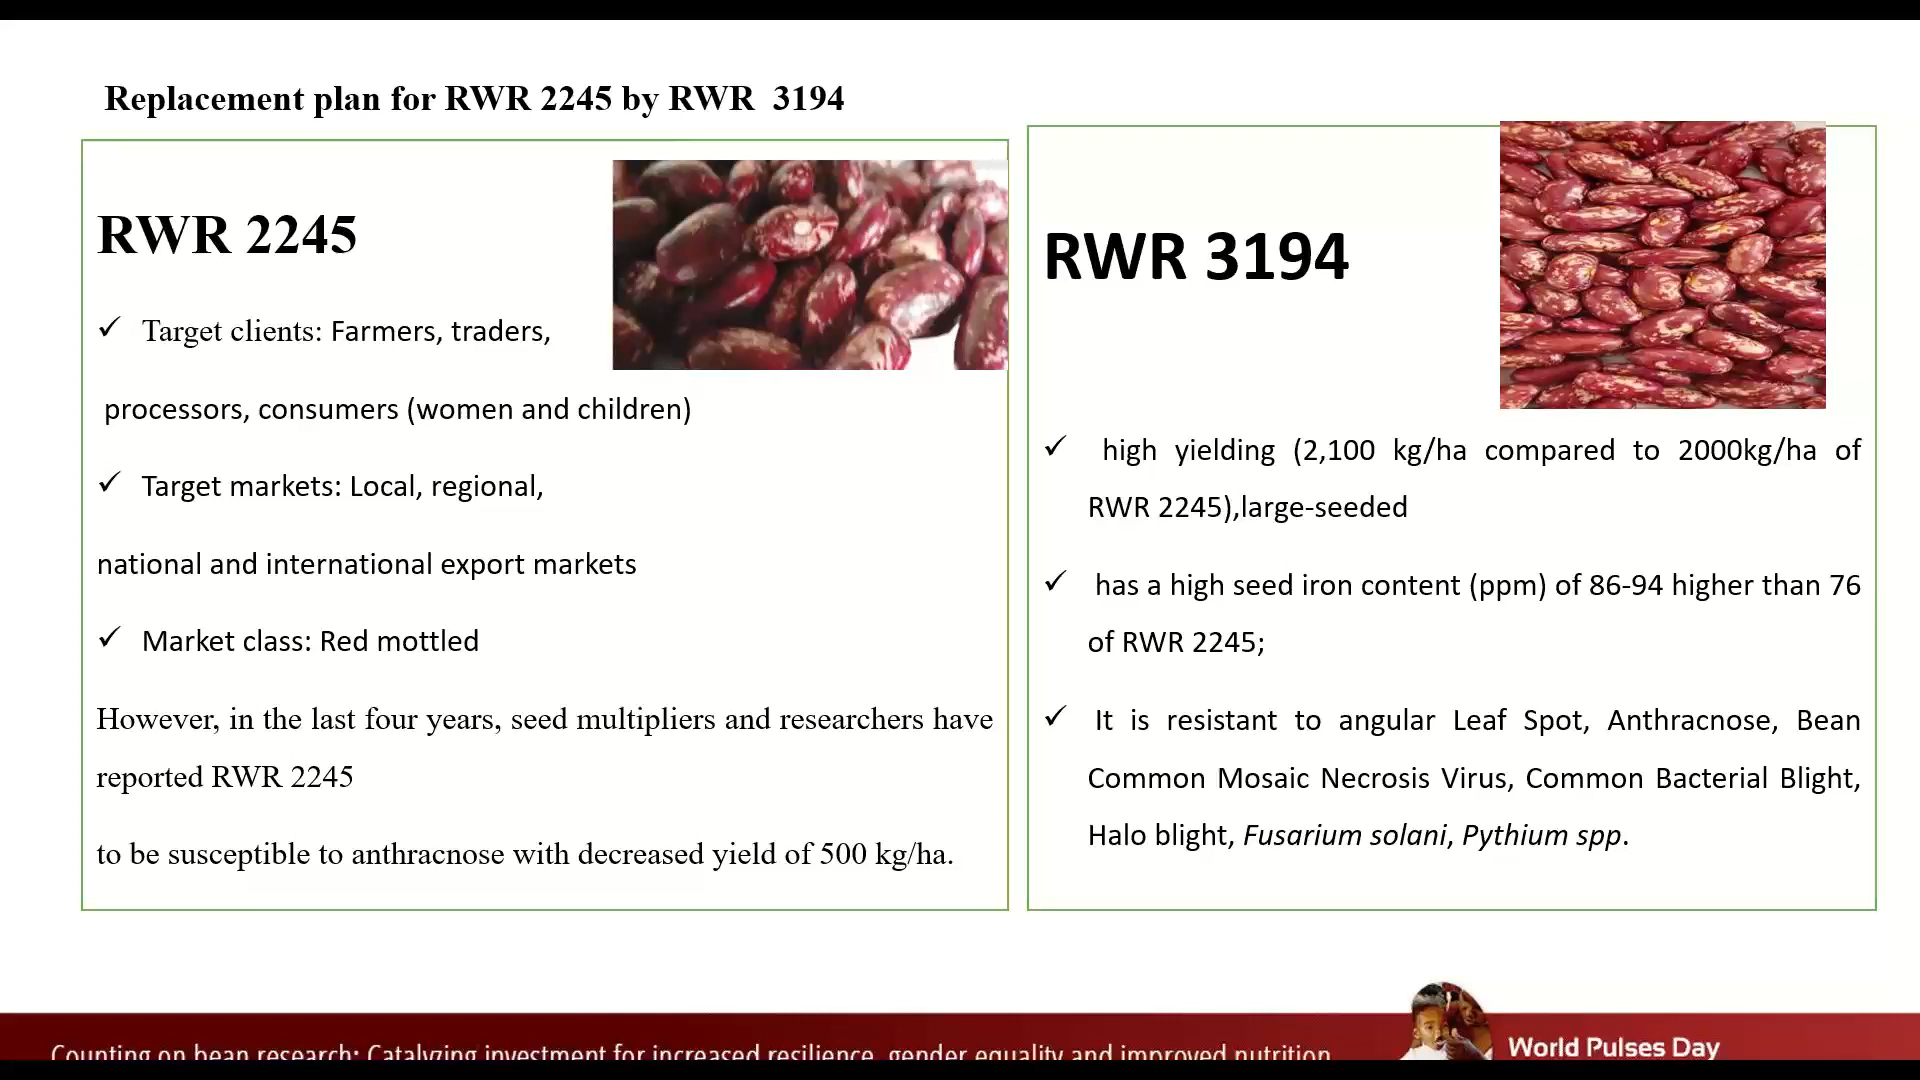 Replacement plan for RWR 2245 by RWR 3194
RWR 2245
✓ Target clients: Farmers, traders,
processors, consumers (women and children)
✓ Target markets: Local, regional,
national and international export markets
✓ Market class: Red mottled
However, in the last four years, seed multipliers and researchers have
reported RWR 2245
to be susceptible to anthracnose with decreased yield of 500 kg/ha.
RWR 3194
✓ high yielding (2,100 kg/ha compared to 2000kg/ha of
RWR 2245),large-seeded
✓ has a high seed iron content (ppm) of 86-94 higher than 76
of RWR 2245;
✓ It is resistant to angular Leaf Spot, Anthracnose, Bean
Common Mosaic Necrosis Virus, Common Bacterial Blight,
Halo blight, Fusarium solani, Pythium spp.
Counting on bean research: Catalyzing investment for increased resilience, gender equality and improved nutrition
World Pulses Day